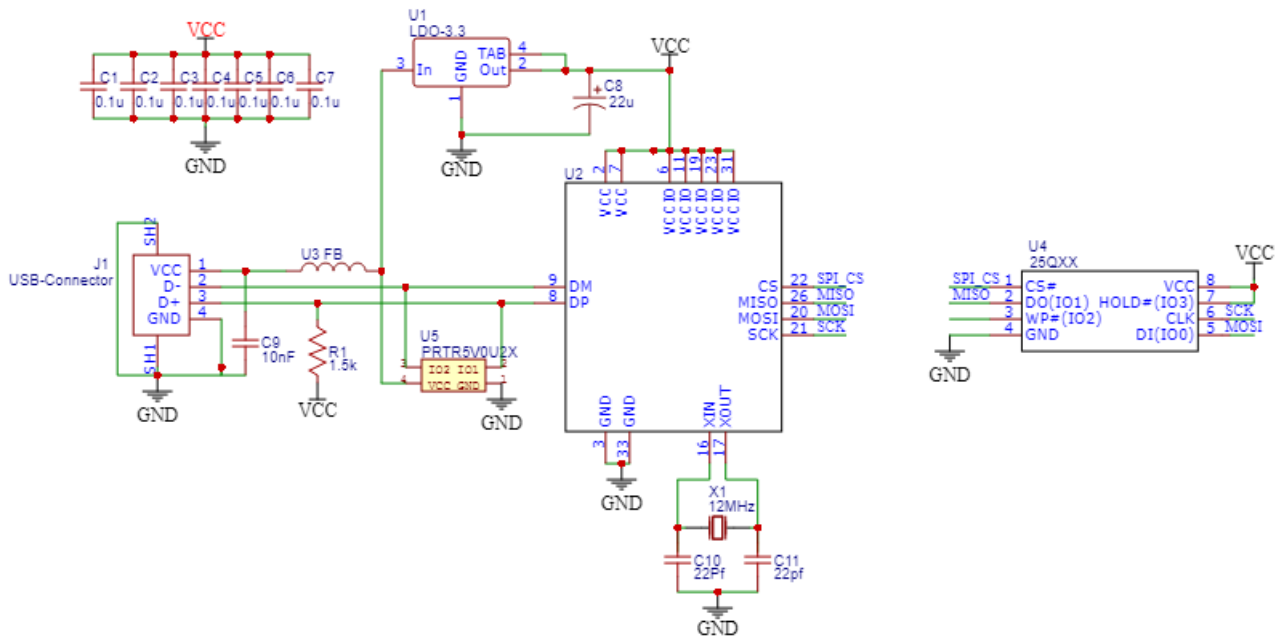 VCC
C1 C2 C3 C4 C5 C6 C7
0.1u 0.1u 0.1u 0.1u 0.1u 0.1u 0.1u
GND
U1
LDO-3.3
3 In GND 1 TAB 4
Out 2
GND
C8
22u
VCC
U2
2 7 6 11 19 23 31
VCC VCC VCCIO VCCIO VCCIO VCCIO VCCIO
9 DM
8 DP
CS 22 SPI_CS
MISO 26 MISO
MOSI 20 MOSI
SCK 21 SCK
GND GND XIN XOUT
3 33 16 17
GND
X1
12MHz
C10
22Pf
C11
22pf
GND
J1
USB-Connector
SH2
VCC 1
D- 2
D+ 3
GND 4
SH1
GND
C9
10nF
U3 FB
R1
1.5k
VCC
U5
PRTR5V0U2X
3 IO2 IO1 2
4 VCC GND 1
GND
U4
25QXX
VCC
SPI_CS 1 CS# VCC 8
MISO 2 DO(IO1) HOLD#(IO3) 7
3 WP#(IO2) CLK 6 SCK
4 GND DI(IO0) 5 MOSI
GND